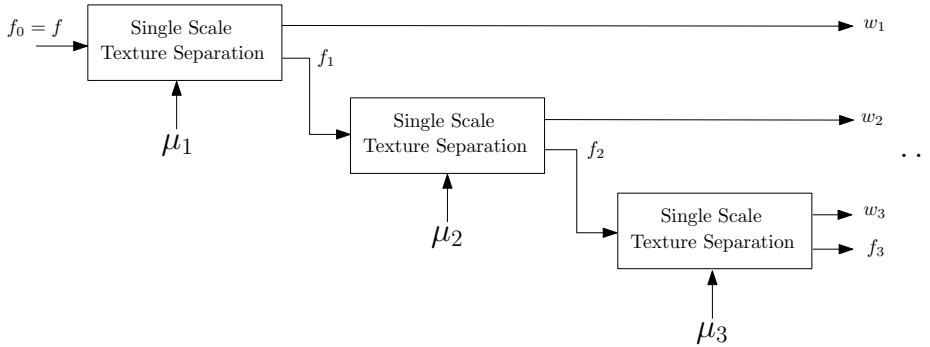 f₀ = f
Single Scale
Texture Separation
w₁
f₁
μ₁
Single Scale
Texture Separation
w₂
f₂
μ₂
. .
Single Scale
Texture Separation
w₃
f₃
μ₃